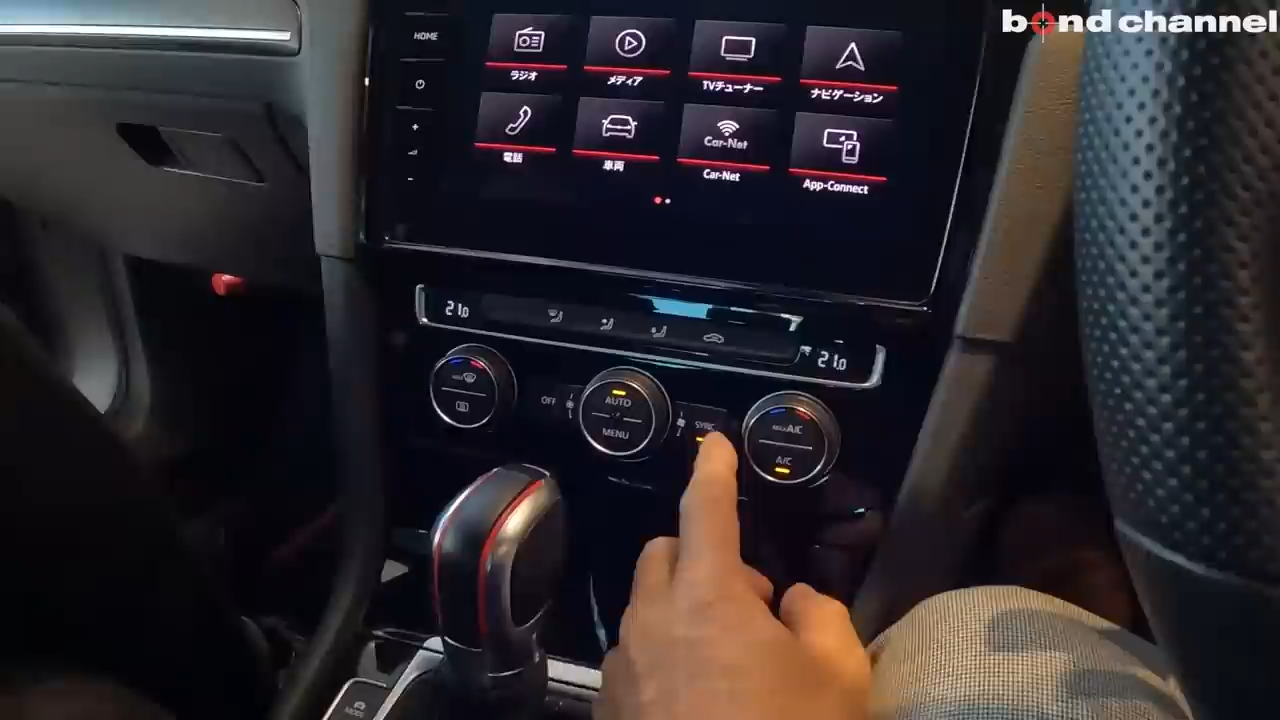 bond channel
HOME
ラジオ
メディア
TVチューナー
ナビゲーション
Car-Net
電話
車両
Car-Net
App-Connect
21.0
21.0
OFF
AUTO
MENU
SYNC
MAX A/C
A/C
MODE